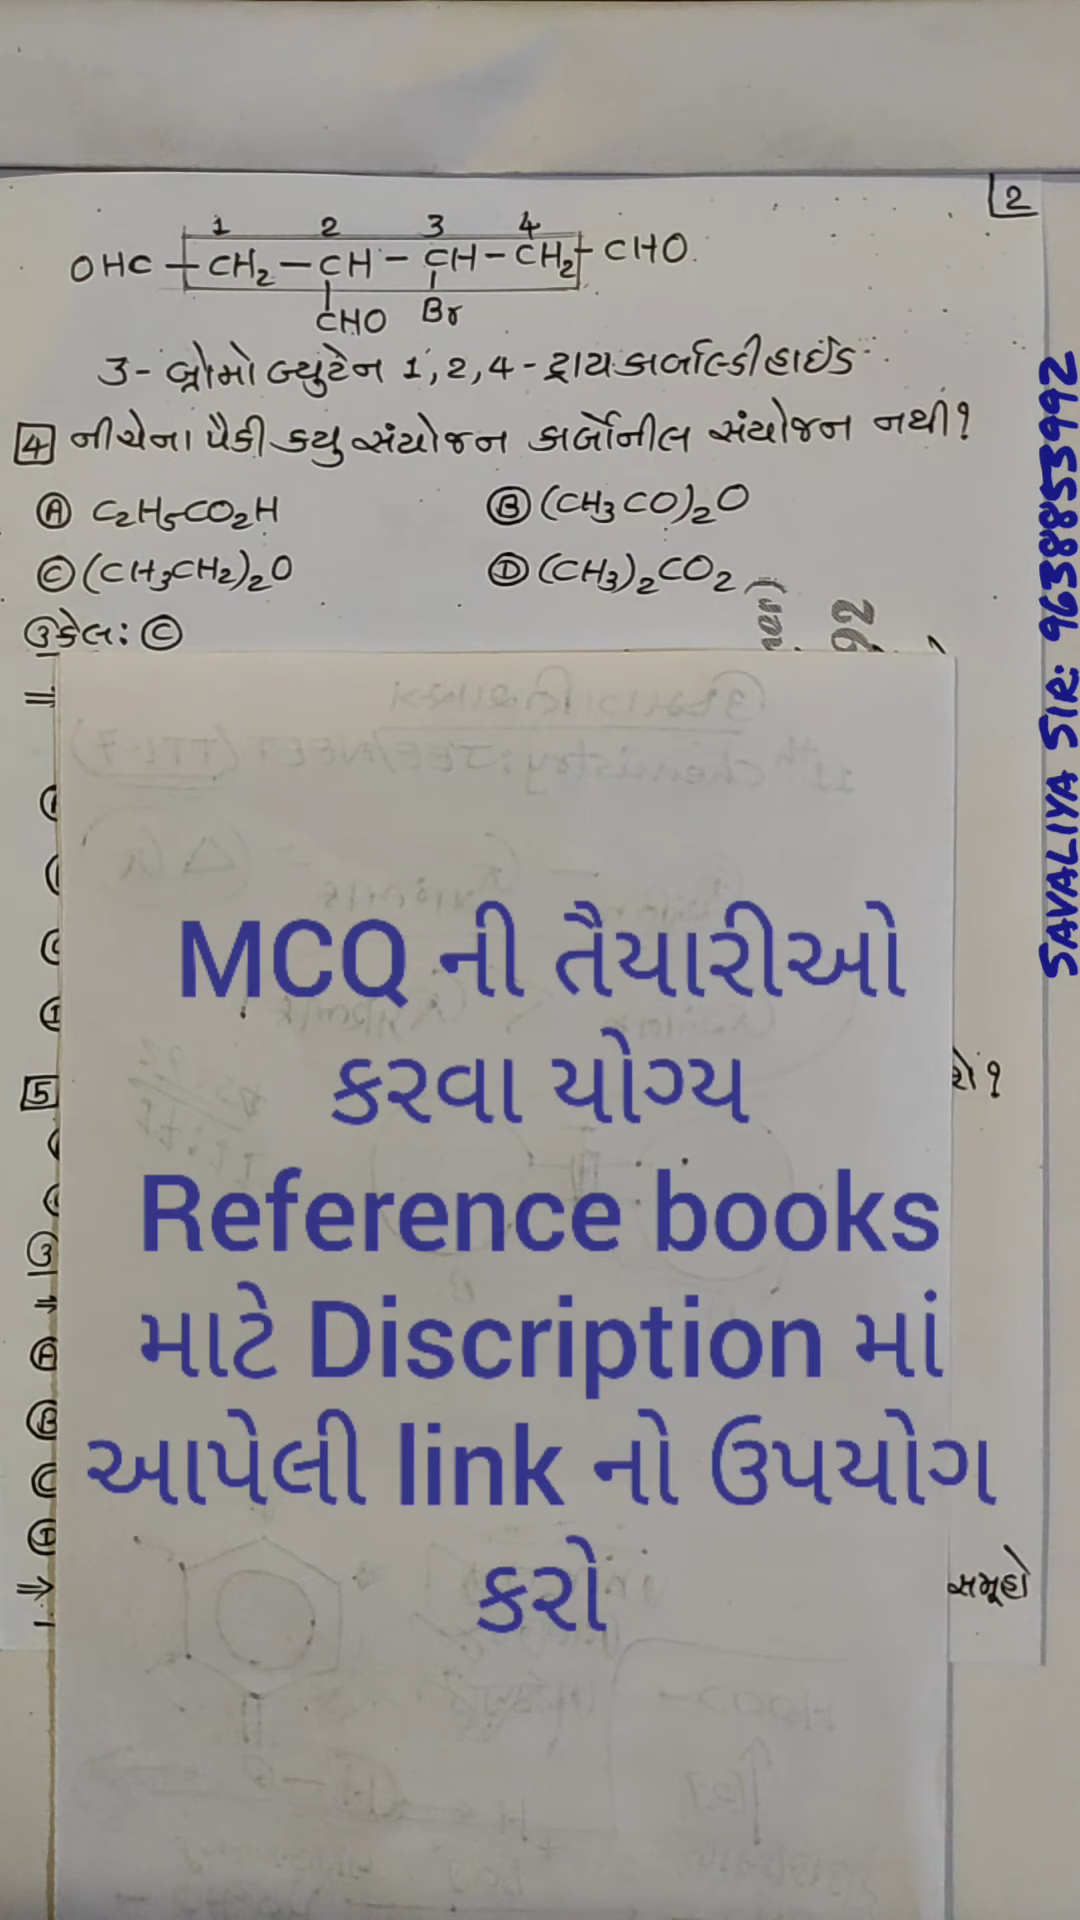 2
1 2 3 4
OHC - CH₂ - CH - CH - CH₂ - CHO
CHO Br
3- બ્રોમો બ્યુટેન 1,2,4 - ટ્રાયકાર્બાલ્ડીહાઈડ
4 નીચેના પૈકી કયુ સંયોજન કાર્બોનીલ સંયોજન નથી?
Ⓐ C₂H₅CO₂H Ⓑ (CH₃CO)₂O
Ⓒ (CH₃CH₂)₂O Ⓓ (CH₃)₂CO₂
ઉકેલ: Ⓒ
⇒
5
Ⓐ
Ⓑ
સમૂહો
SAVALIYA SIR: 9638853992
MCQ ની તૈયારીઓ
કરવા યોગ્ય
Reference books
માટે Discription માં
આપેલી link નો ઉપયોગ
કરો